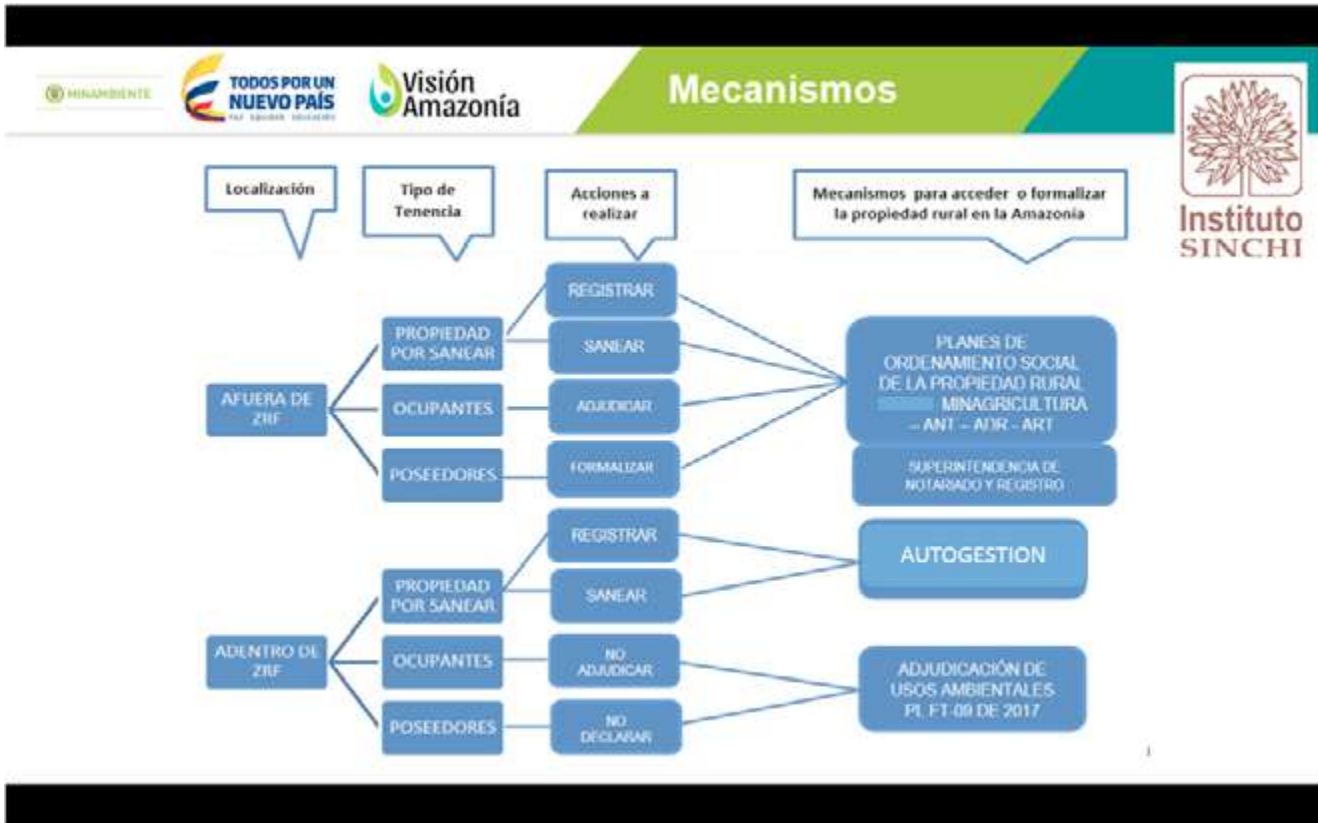 MINAMBIENTE
TODOS POR UN
NUEVO PAÍS
PAZ EQUIDAD EDUCACIÓN
Visión
Amazonía
Mecanismos
Instituto
SINCHI
Localización
Tipo de
Tenencia
Acciones a
realizar
Mecanismos para acceder o formalizar
la propiedad rural en la Amazonía
AFUERA DE
ZRF
PROPIEDAD
POR SANEAR
OCUPANTES
POSEEDORES
REGISTRAR
SANEAR
ADJUDICAR
FORMALIZAR
PLANES DE
ORDENAMIENTO SOCIAL
DE LA PROPIEDAD RURAL
MINAGRICULTURA
– ANT – ADR - ART
SUPERINTENDENCIA DE
NOTARIADO Y REGISTRO
ADENTRO DE
ZRF
PROPIEDAD
POR SANEAR
OCUPANTES
POSEEDORES
REGISTRAR
SANEAR
NO
ADJUDICAR
NO
DECLARAR
AUTOGESTION
ADJUDICACIÓN DE
USOS AMBIENTALES
PL FT-09 DE 2017